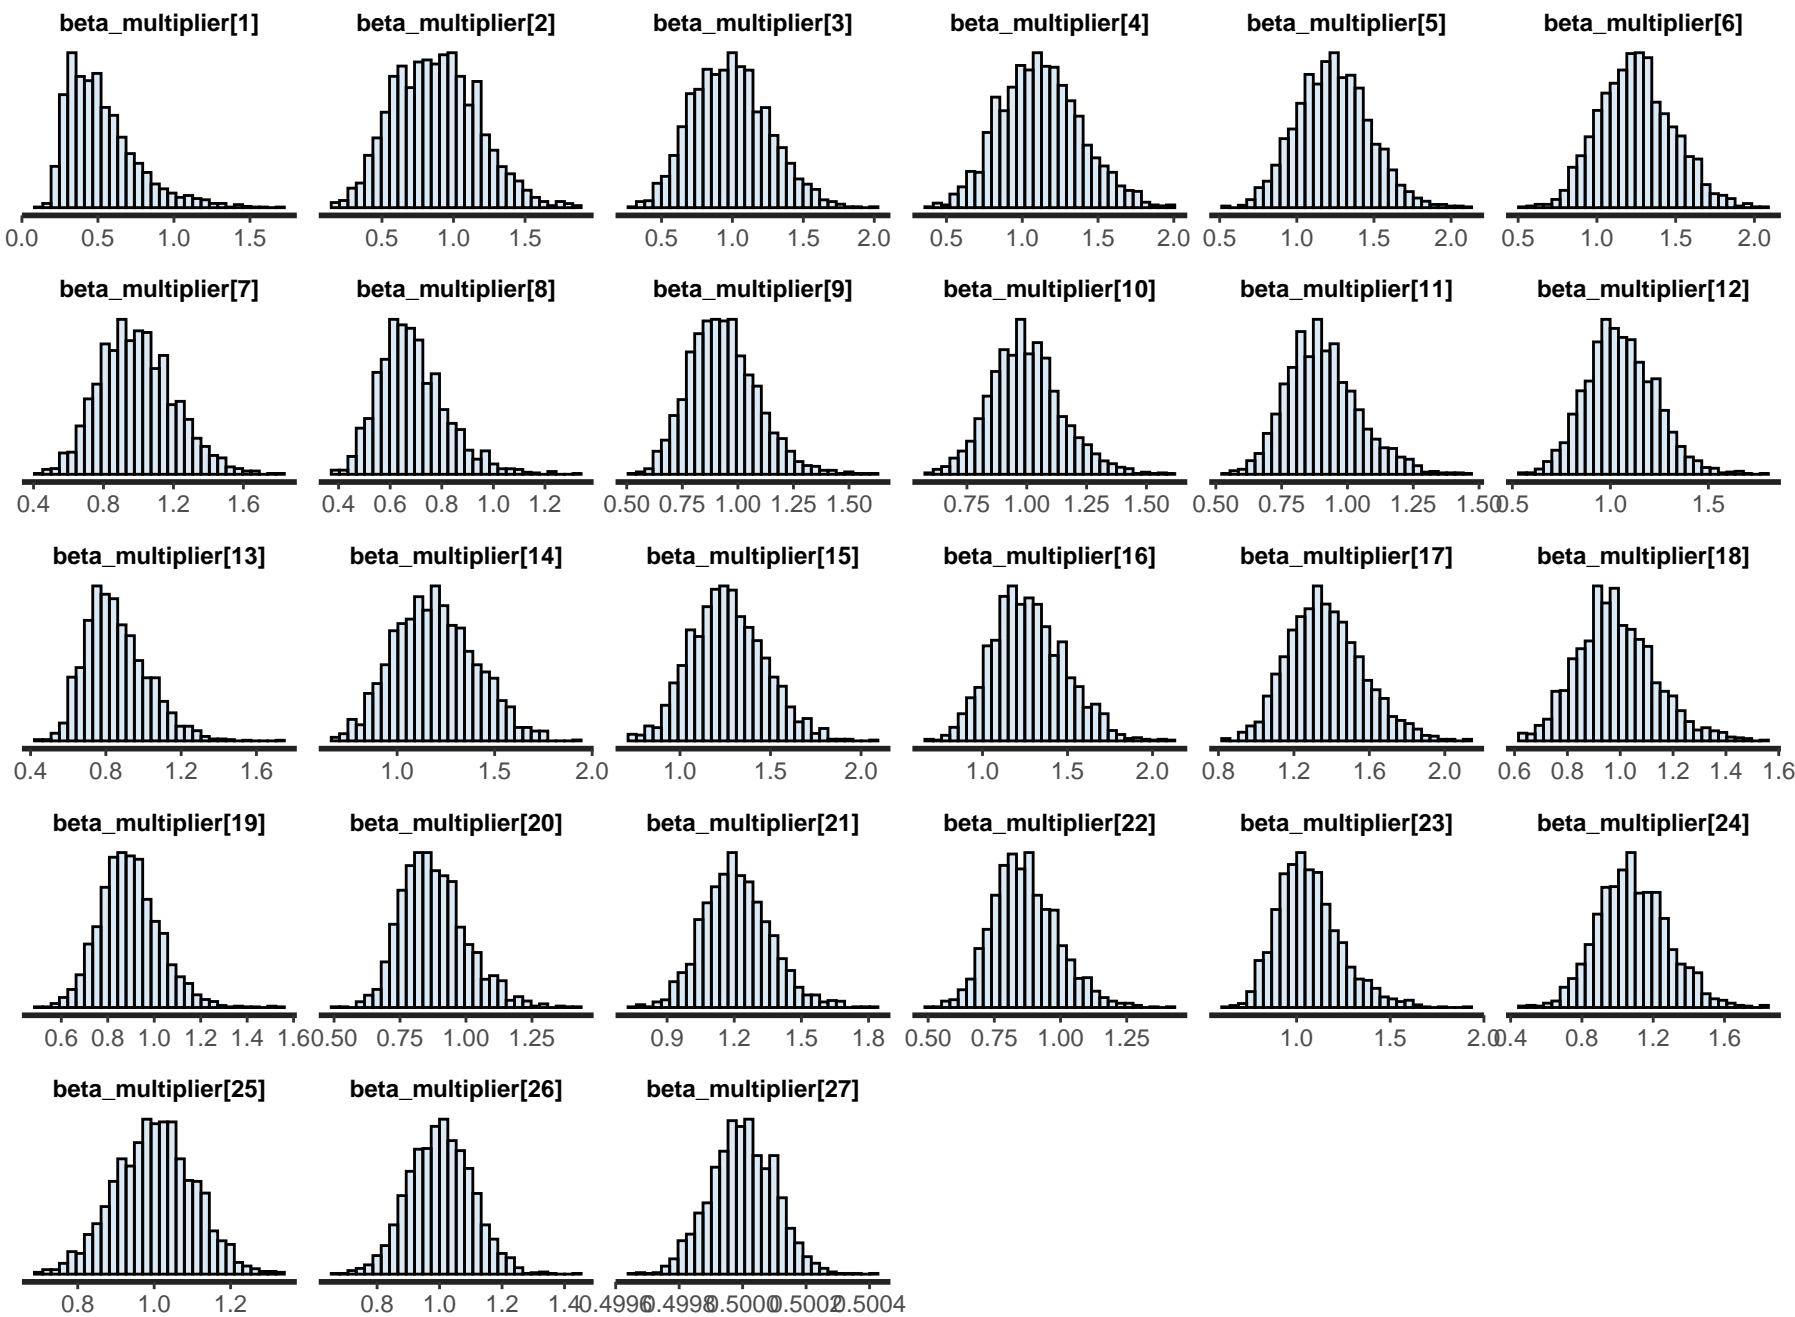 beta_multiplier[1] beta_multiplier[2] beta_multiplier[3] beta_multiplier[4] beta_multiplier[5] beta_multiplier[6]
0.0 0.5 1.0 1.5 0.5 1.0 1.5 0.5 1.0 1.5 2.0 0.5 1.0 1.5 2.0 0.5 1.0 1.5 2.0 0.5 1.0 1.5 2.0
beta_multiplier[7] beta_multiplier[8] beta_multiplier[9] beta_multiplier[10] beta_multiplier[11] beta_multiplier[12]
0.4 0.8 1.2 1.6 0.4 0.6 0.8 1.0 1.2 0.50 0.75 1.00 1.25 1.50 0.75 1.00 1.25 1.50 0.50 0.75 1.00 1.25 1.50 0.5 1.0 1.5
beta_multiplier[13] beta_multiplier[14] beta_multiplier[15] beta_multiplier[16] beta_multiplier[17] beta_multiplier[18]
0.4 0.8 1.2 1.6 1.0 1.5 2.0 1.0 1.5 2.0 1.0 1.5 2.0 0.8 1.2 1.6 2.0 0.6 0.8 1.0 1.2 1.4 1.6
beta_multiplier[19] beta_multiplier[20] beta_multiplier[21] beta_multiplier[22] beta_multiplier[23] beta_multiplier[24]
0.6 0.8 1.0 1.2 1.4 1.6 0.50 0.75 1.00 1.25 0.9 1.2 1.5 1.8 0.50 0.75 1.00 1.25 1.0 1.5 2.0 0.4 0.8 1.2 1.6
beta_multiplier[25] beta_multiplier[26] beta_multiplier[27]
0.8 1.0 1.2 0.8 1.0 1.2 1.4 0.4996 0.4998 0.5000 0.5002 0.5004